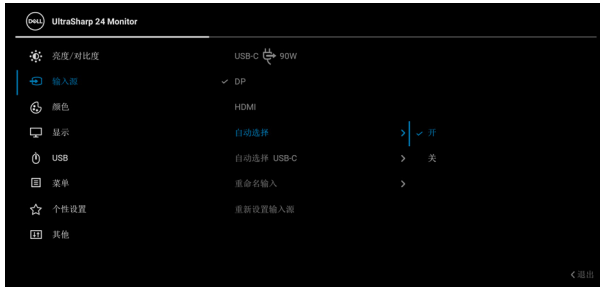 DELL UltraSharp 24 Monitor
亮度/对比度 USB-C 90W
输入源 DP
颜色 HDMI
显示 自动选择 开
USB 自动选择 USB-C 关
菜单 重命名输入
个性设置 重新设置输入源
其他
退出